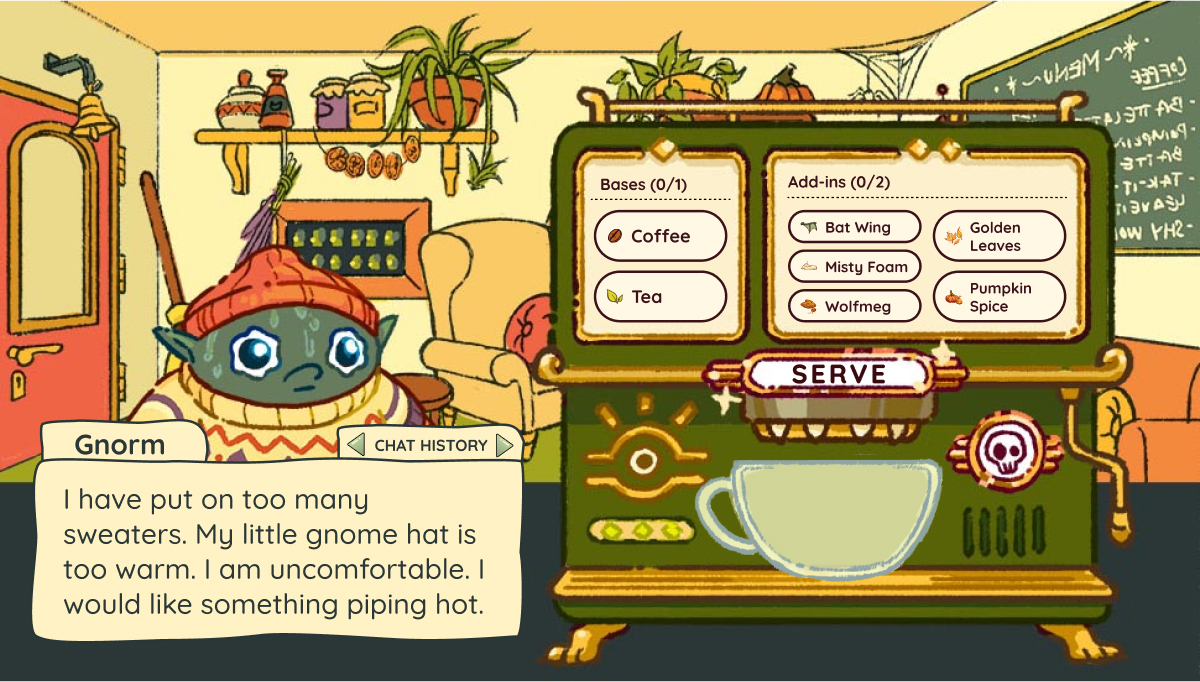 COFFEE
MENU
Bases (0/1)
Coffee
Tea
Add-ins (0/2)
Bat Wing
Misty Foam
Wolfmeg
Golden
Leaves
Pumpkin
Spice
SERVE
Gnorm
CHAT HISTORY
I have put on too many
sweaters. My little gnome hat is
too warm. I am uncomfortable. I
would like something piping hot.